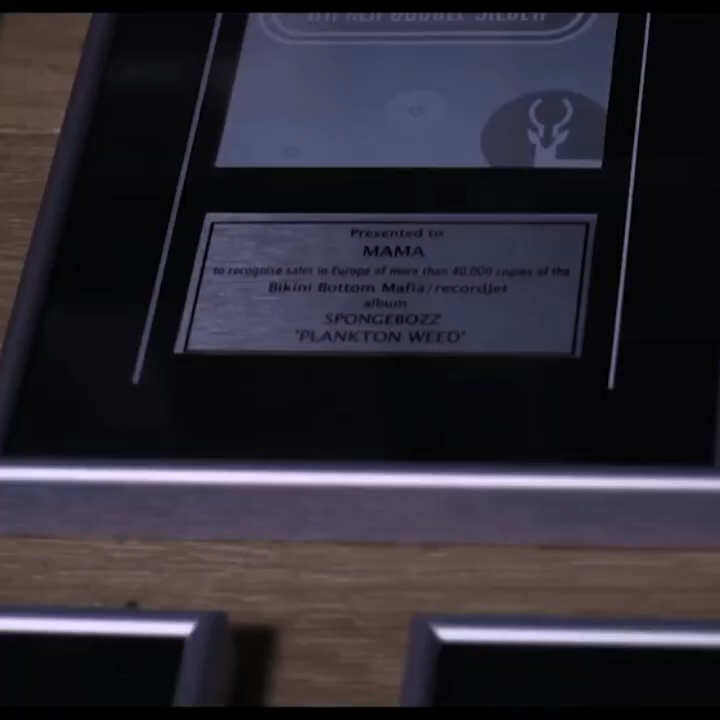 Presented to
MAMA
to recognise sales in Europe of more than 40.000 copies of the
Bikini Bottom Mafia/recordJet
album
SPONGEBOZZ
'PLANKTON WEED'